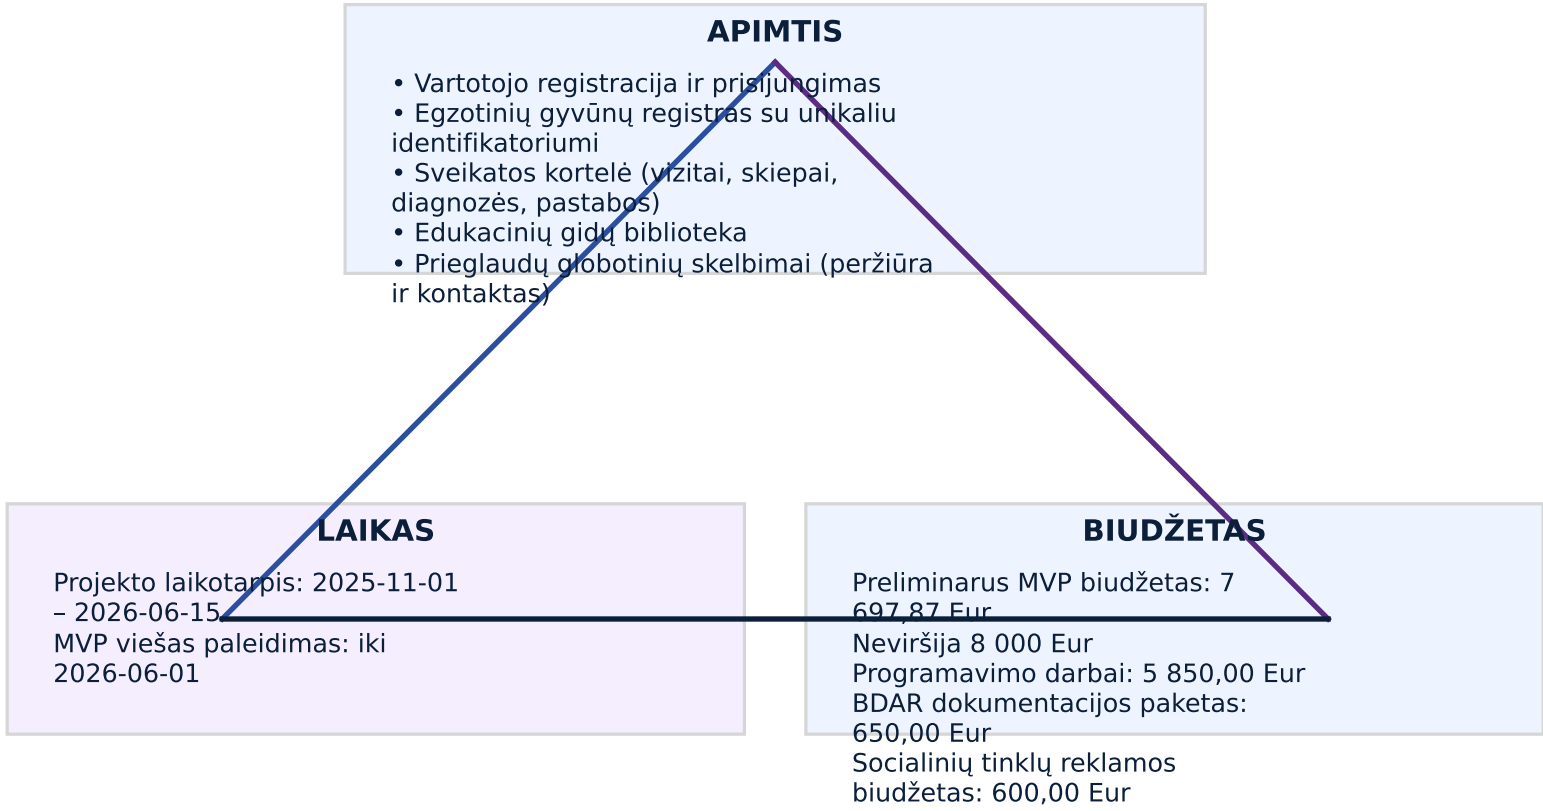 APIMTIS
• Vartotojo registracija ir prisijungimas
• Egzotinių gyvūnų registras su unikaliu
identifikatoriumi
• Sveikatos kortelė (vizitai, skiepai,
diagnozės, pastabos)
• Edukacinių gidų biblioteka
• Prieglaudų globotinių skelbimai (peržiūra
ir kontaktas)
LAIKAS
Projekto laikotarpis: 2025-11-01
– 2026-06-15
MVP viešas paleidimas: iki
2026-06-01
BIUDŽETAS
Preliminarus MVP biudžetas: 7
697,87 Eur
Neviršija 8 000 Eur
Programavimo darbai: 5 850,00 Eur
BDAR dokumentacijos paketas:
650,00 Eur
Socialinių tinklų reklamos
biudžetas: 600,00 Eur